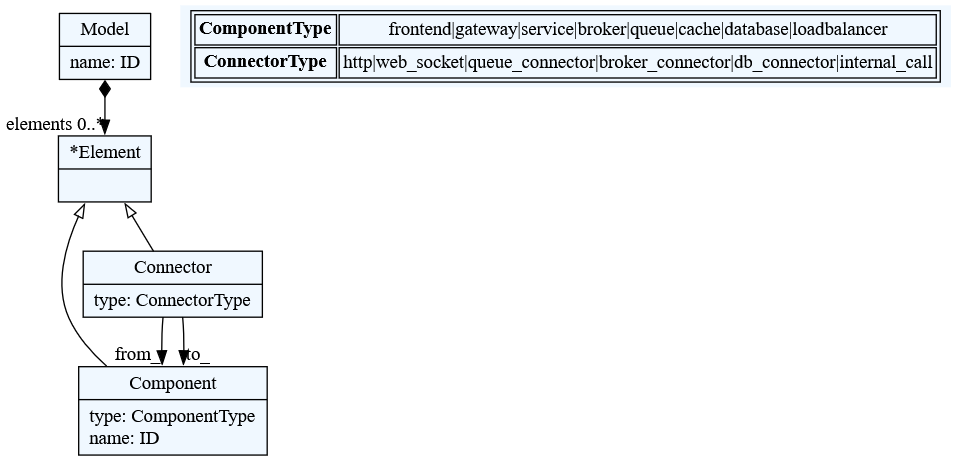 Model
name: ID
ComponentType frontend|gateway|service|broker|queue|cache|database|loadbalancer
ConnectorType http|web_socket|queue_connector|broker_connector|db_connector|internal_call
elements 0..*
*Element
Connector
type: ConnectorType
from_ to_
Component
type: ComponentType
name: ID